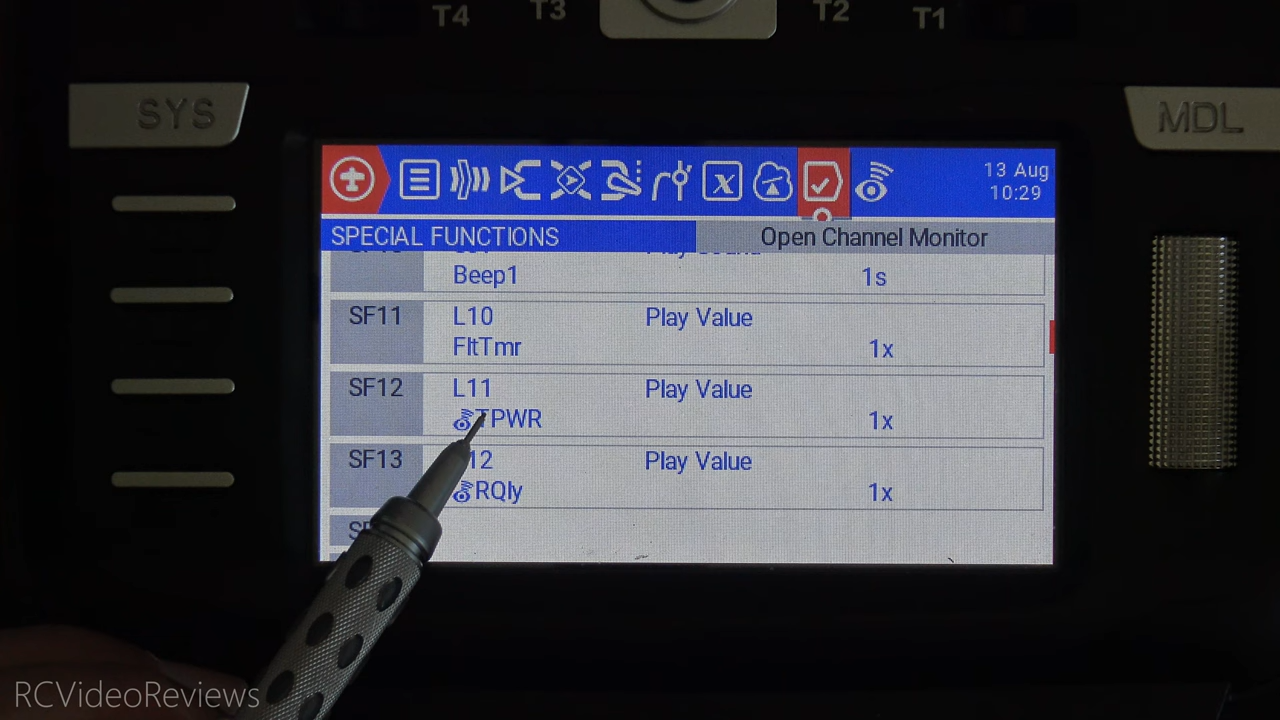 T4 T3 T2 T1
SYS
MDL
13 Aug
10:29
SPECIAL FUNCTIONS Open Channel Monitor
Beep1 1s
SF11 L10 Play Value
FltTmr 1x
SF12 L11 Play Value
TPWR 1x
SF13 12 Play Value
RQly 1x
RCVideoReviews